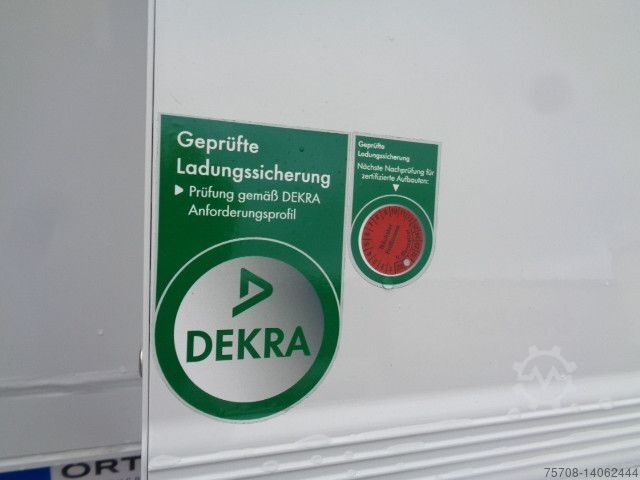 Geprüfte
Ladungssicherung
Prüfung gemäß DEKRA
Anforderungsprofil
DEKRA
Geprüfte
Ladungssicherung
Nächste Nachprüfung für
zertifizierte Aufbauten:
ORT
75708-14062444